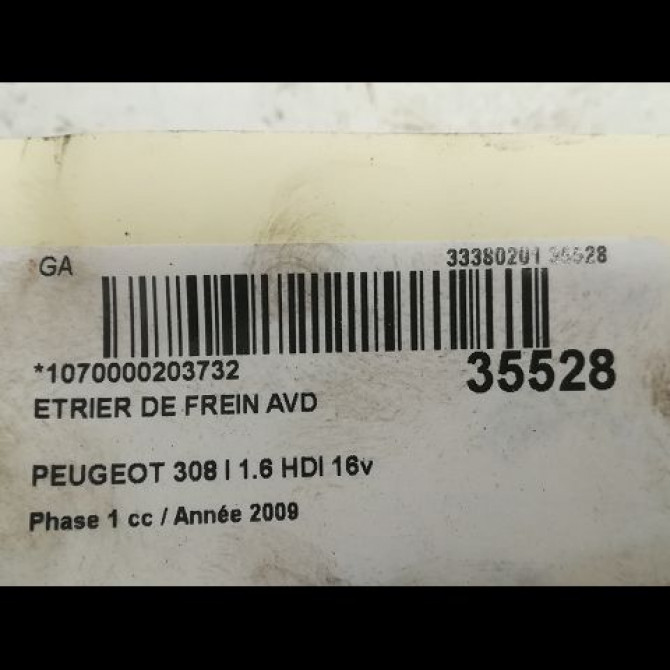 GA 33380201 35528
*1070000203732 35528
ETRIER DE FREIN AVD
PEUGEOT 308 I 1.6 HDI 16v
Phase 1 cc / Année 2009